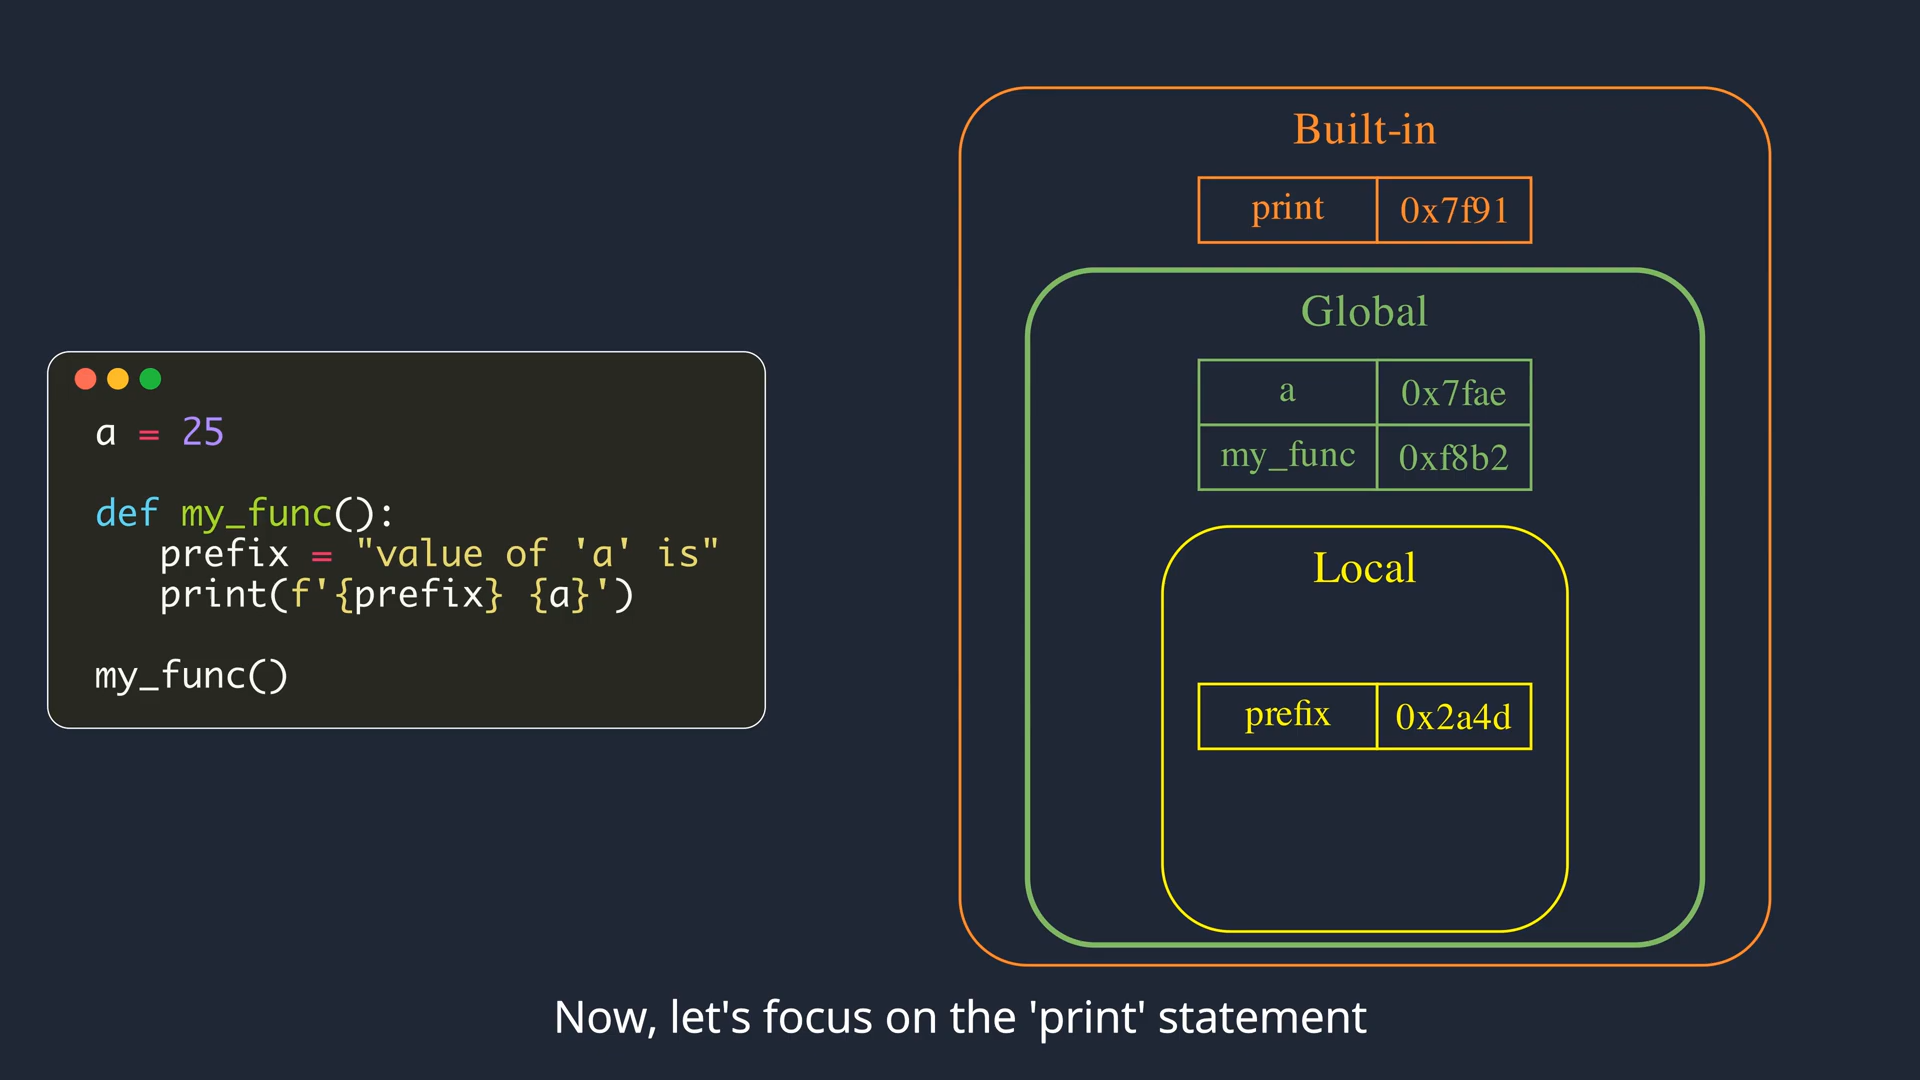 a = 25
def my_func():
prefix = "value of 'a' is"
print(f'{prefix} {a}')
my_func()
Built-in
print 0x7f91
Global
a 0x7fae
my_func 0xf8b2
Local
prefix 0x2a4d
Now, let's focus on the 'print' statement